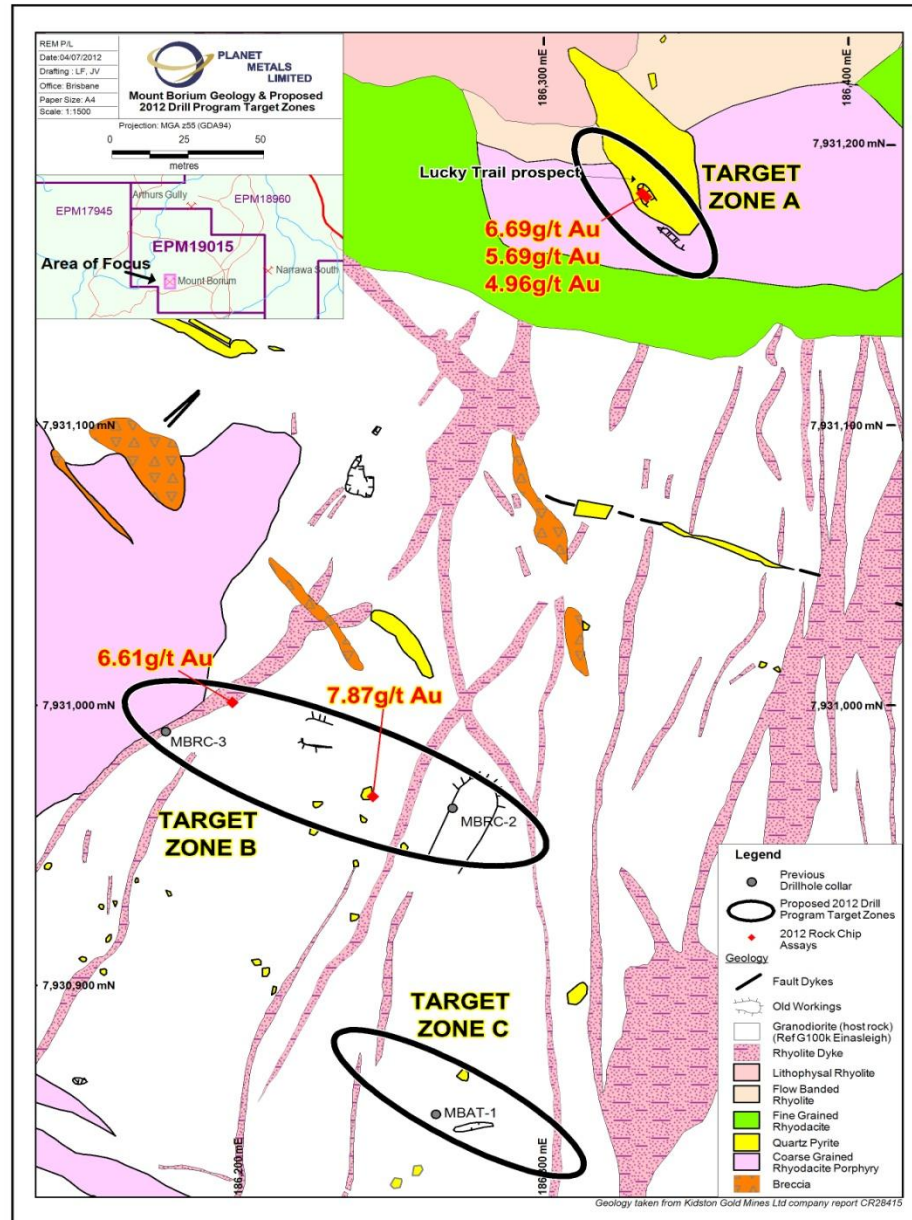 REM P/L
Date:04/07/2012
Drafting : LF, JV
Office: Brisbane
Paper Size: A4
Scale: 1:1500
PLANET
METALS
LIMITED
Mount Borium Geology & Proposed
2012 Drill Program Target Zones
Projection: MGA z55 (GDA94)
0 25 50
metres
EPM17945
Arthurs Gully
EPM18960
EPM19015
Area of Focus
Mount Borium
Narrawa South
186,300 mE
186,400 mE
7,931,200 mN
Lucky Trail prospect
TARGET
ZONE A
6.69g/t Au
5.69g/t Au
4.96g/t Au
7,931,100 mN
7,931,100 mN
6.61g/t Au
7.87g/t Au
7,931,000 mN
7,931,000 mN
MBRC-3
MBRC-2
TARGET
ZONE B
7,930,900 mN
TARGET
ZONE C
MBAT-1
186,200 mE
186,300 mE
Legend
Previous
Drillhole collar
Proposed 2012 Drill
Program Target Zones
2012 Rock Chip
Assays
Geology
Fault Dykes
Old Workings
Granodiorite (host rock)
(Ref G100k Einasleigh)
Rhyolite Dyke
Lithophysal Rhyolite
Flow Banded
Rhyolite
Fine Grained
Rhyodacite
Quartz Pyrite
Coarse Grained
Rhyodacite Porphyry
Breccia
Geology taken from Kidston Gold Mines Ltd company report CR28415